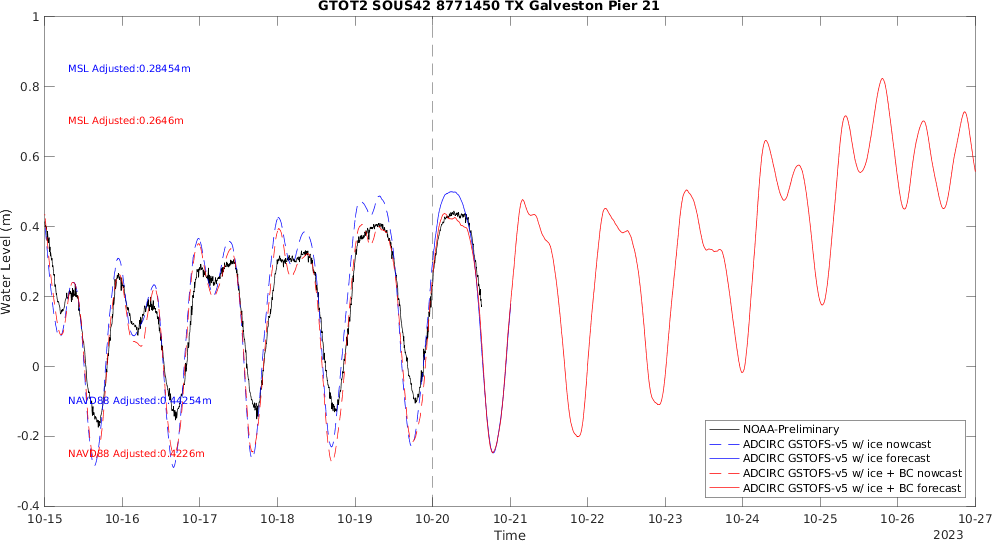 GTOT2 SOUS42 8771450 TX Galveston Pier 21
1
0.8
0.6
0.4
0.2
0
-0.2
-0.4
Water Level (m)
MSL Adjusted:0.28454m
MSL Adjusted:0.2646m
NAVD88 Adjusted:0.44254m
NAVD88 Adjusted:0.4226m
NOAA-Preliminary
ADCIRC GSTOFS-v5 w/ ice nowcast
ADCIRC GSTOFS-v5 w/ ice forecast
ADCIRC GSTOFS-v5 w/ ice + BC nowcast
ADCIRC GSTOFS-v5 w/ ice + BC forecast
10-15 10-16 10-17 10-18 10-19 10-20 10-21 10-22 10-23 10-24 10-25 10-26 10-27
Time
2023